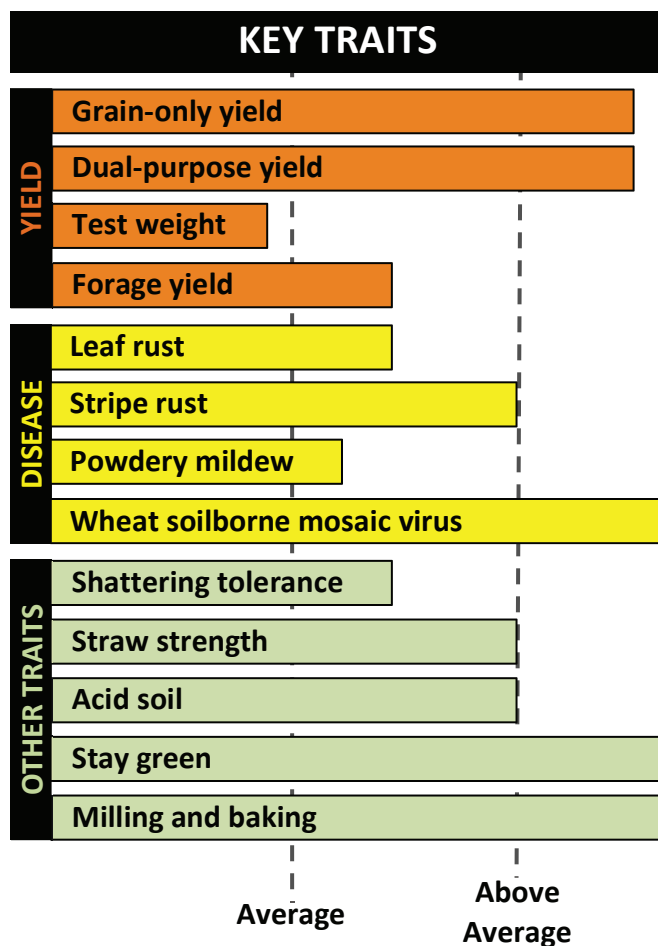 KEY TRAITS
YIELD
Grain-only yield
Dual-purpose yield
Test weight
Forage yield
DISEASE
Leaf rust
Stripe rust
Powdery mildew
Wheat soilborne mosaic virus
OTHER TRAITS
Shattering tolerance
Straw strength
Acid soil
Stay green
Milling and baking
Average
Above
Average